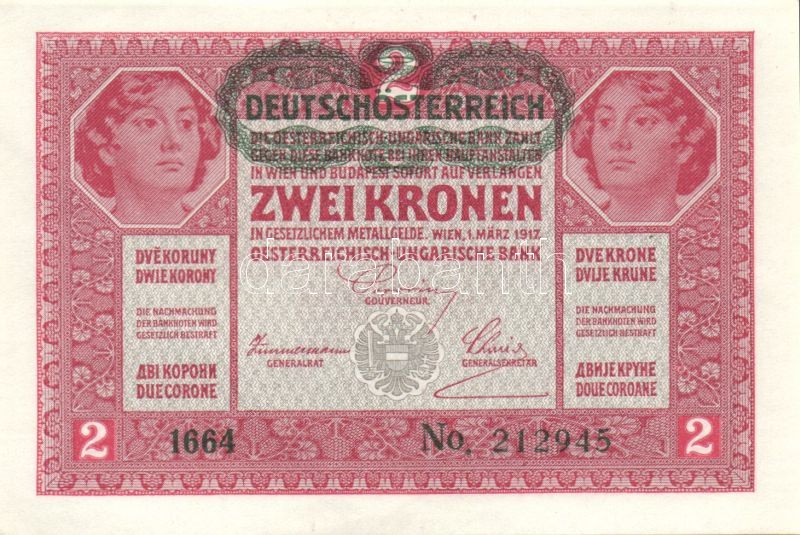 2
DEUTSCHÖSTERREICH
DIE OESTERREICHISCH-UNGARISCHE BANK ZAHLT
GEGEN DIESE BANKNOTE BEI IHREN HAUPTANSTALTEN
IN WIEN UND BUDAPEST SOFORT AUF VERLANGEN
ZWEI KRONEN
IN GESETZLICHEM METALLGELDE. WIEN, 1. MÄRZ 1917
OESTERREICHISCH-UNGARISCHE BANK
darabanth
GOUVERNEUR
Zimmermann
GENERALRAT
GENERALSEKRETÄR
DVĚ KORUNY
DWIE KORONY
DIE NACHMACHUNG
DER BANKNOTEN WIRD
GESETZLICH BESTRAFT
ДВІ КОРОНИ
DUE CORONE
DVE KRONE
DVIJE KRUNE
DIE NACHMACHUNG
DER BANKNOTEN WIRD
GESETZLICH BESTRAFT
ДВИЈЕ КРУНЕ
DOUE COROANE
2
1664
No. 212945
2